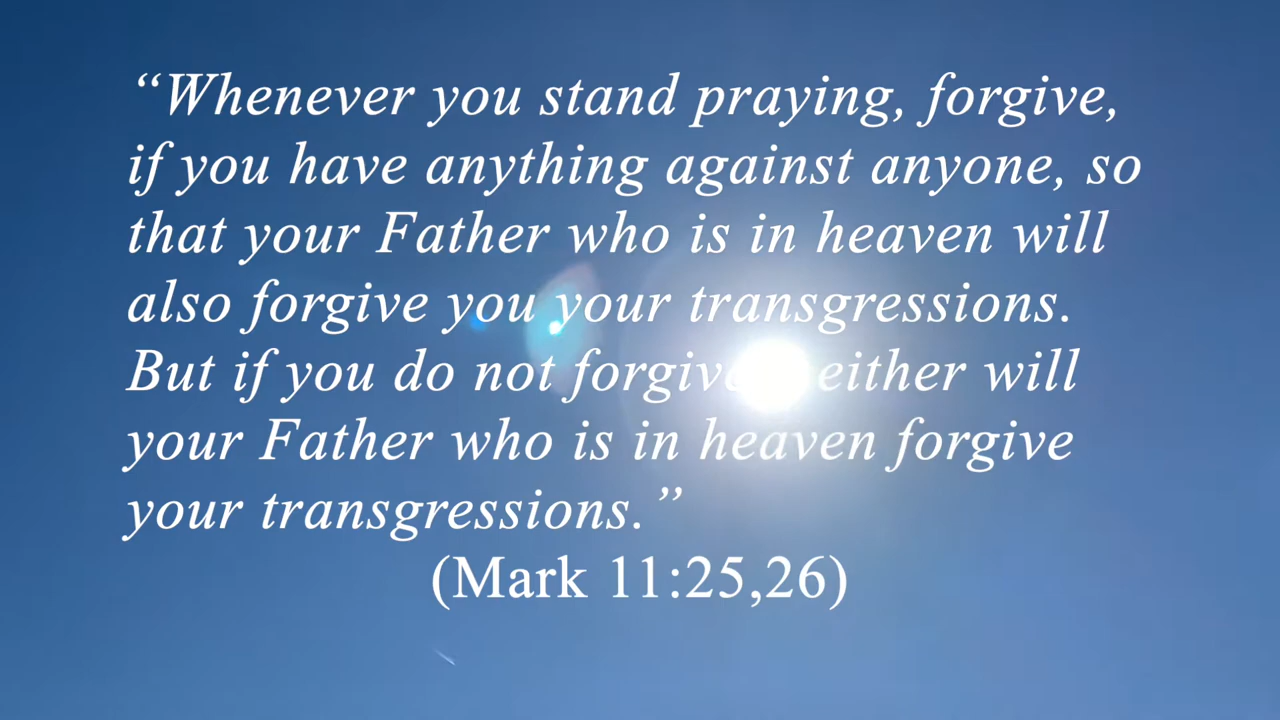 “Whenever you stand praying, forgive,
if you have anything against anyone, so
that your Father who is in heaven will
also forgive you your transgressions.
But if you do not forgive, neither will
your Father who is in heaven forgive
your transgressions.”
(Mark 11:25,26)